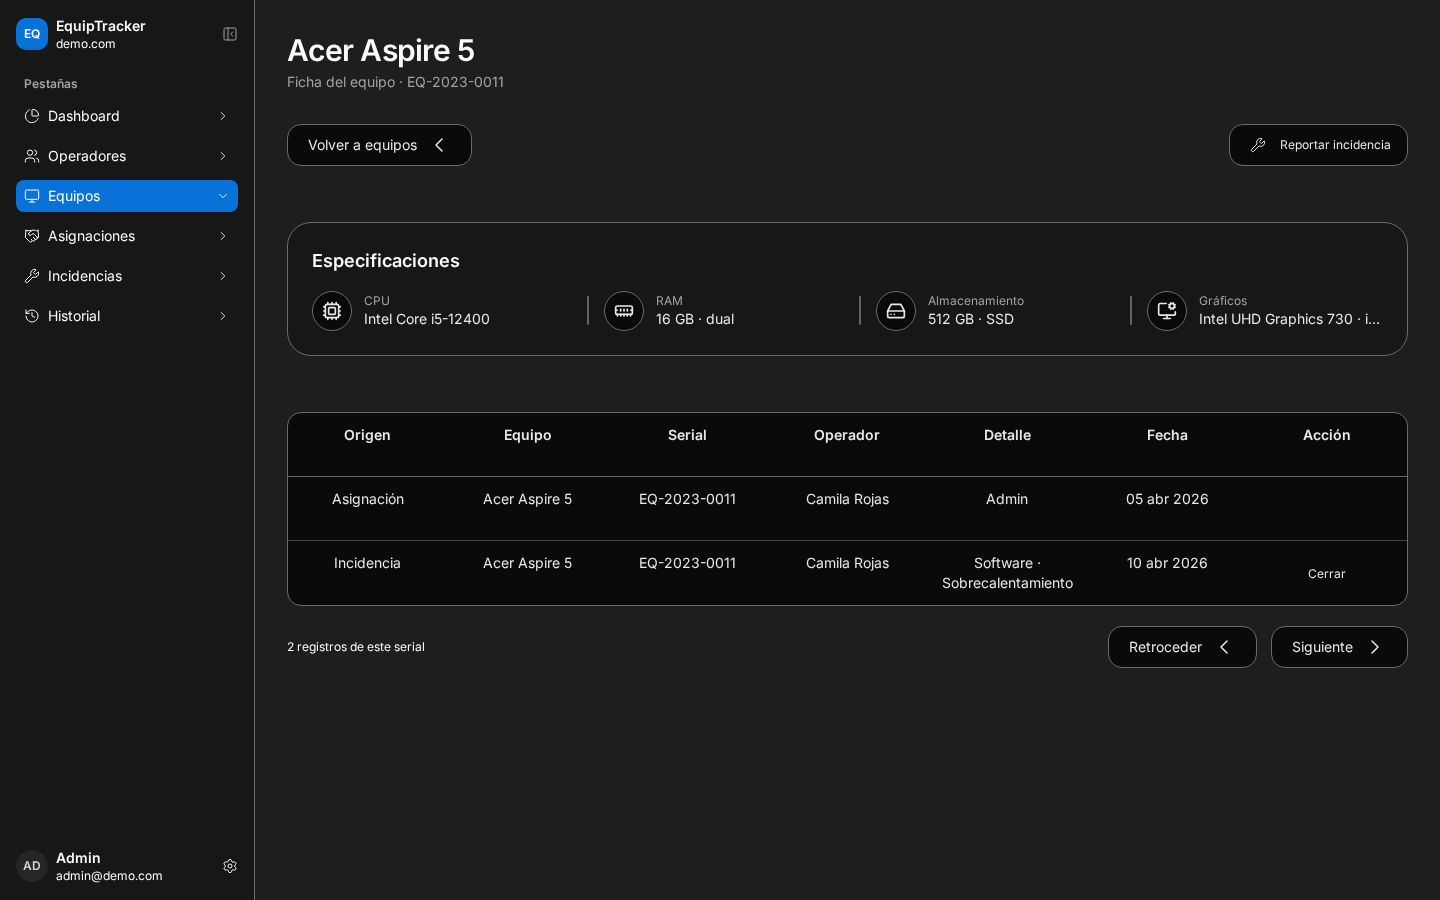 EQ
EquipTracker
demo.com
Pestañas
Dashboard
Operadores
Equipos
Asignaciones
Incidencias
Historial
AD
Admin
admin@demo.com
Acer Aspire 5
Ficha del equipo · EQ-2023-0011
Volver a equipos
Reportar incidencia
Especificaciones
CPU
Intel Core i5-12400
RAM
16 GB · dual
Almacenamiento
512 GB · SSD
Gráficos
Intel UHD Graphics 730 · i...
Origen Equipo Serial Operador Detalle Fecha Acción
Asignación Acer Aspire 5 EQ-2023-0011 Camila Rojas Admin 05 abr 2026
Incidencia Acer Aspire 5 EQ-2023-0011 Camila Rojas Software · 10 abr 2026
Sobrecalentamiento
Cerrar
2 registros de este serial
Retroceder
Siguiente